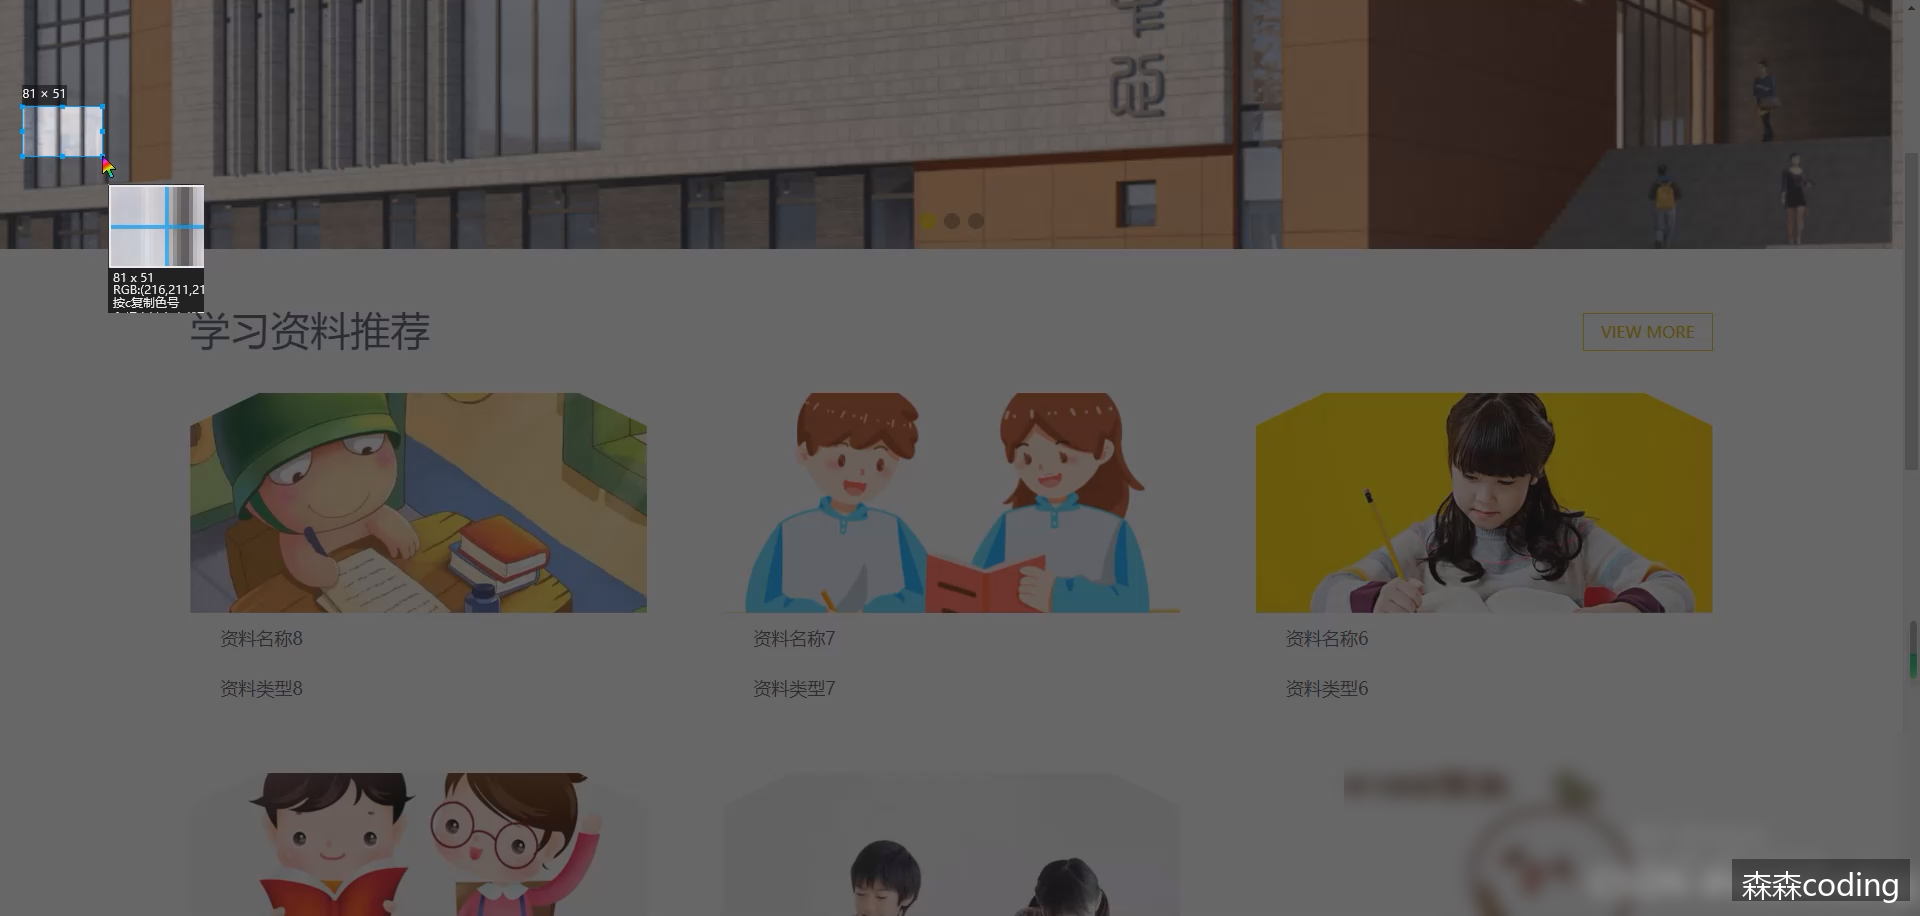 学
院
81 × 51
81 x 51
RGB:(216,211,21
按c复制色号
学习资料推荐
VIEW MORE
资料名称8
资料名称7
资料名称6
资料类型8
资料类型7
资料类型6
森森coding